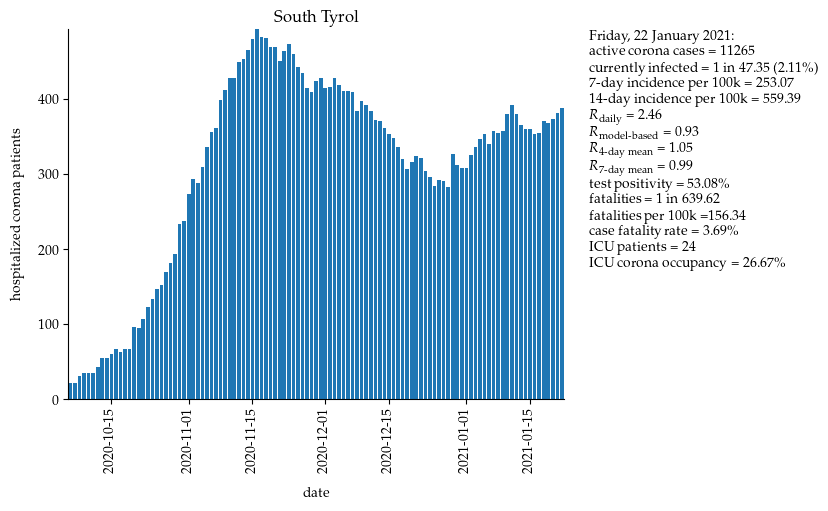 South Tyrol
hospitalized corona patients
400
300
200
100
0
2020-10-15
2020-11-01
2020-11-15
2020-12-01
2020-12-15
2021-01-01
2021-01-15
date
Friday, 22 January 2021:
active corona cases = 11265
currently infected = 1 in 47.35 (2.11%)
7-day incidence per 100k = 253.07
14-day incidence per 100k = 559.39
R daily = 2.46
R model-based = 0.93
R 4-day mean = 1.05
R 7-day mean = 0.99
test positivity = 53.08%
fatalities = 1 in 639.62
fatalities per 100k =156.34
case fatality rate = 3.69%
ICU patients = 24
ICU corona occupancy = 26.67%